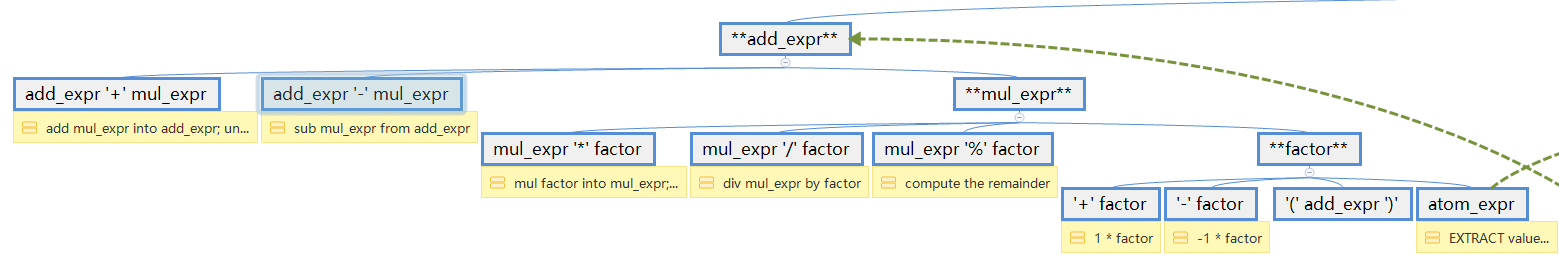 **add_expr**
add_expr '+' mul_expr
add_expr '-' mul_expr
**mul_expr**
add mul_expr into add_expr; un...
sub mul_expr from add_expr
mul_expr '*' factor
mul_expr '/' factor
mul_expr '%' factor
**factor**
mul factor into mul_expr;...
div mul_expr by factor
compute the remainder
'+' factor
'-' factor
'(' add_expr ')'
atom_expr
1 * factor
-1 * factor
EXTRACT value...